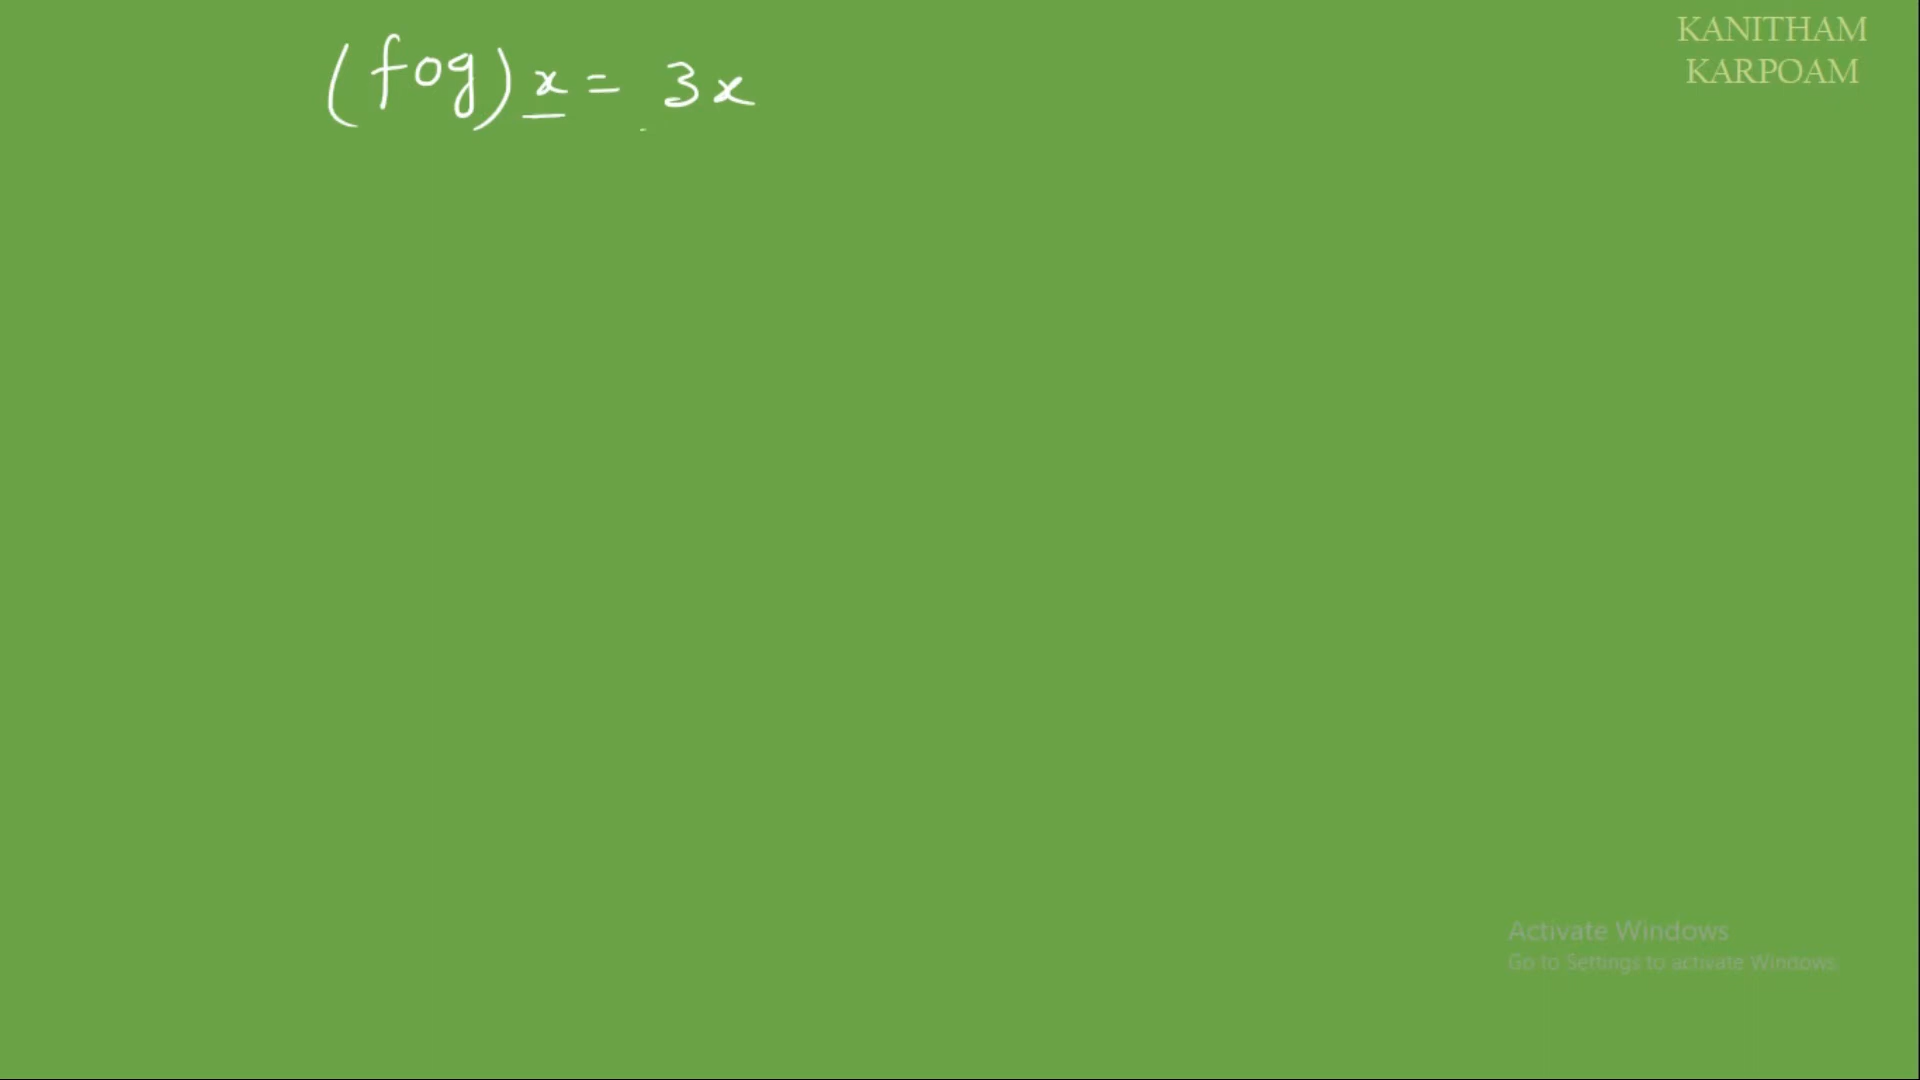 (fog) x = 3x
KANITHAM
KARPOAM
Activate Windows
Go to Settings to activate Windows.